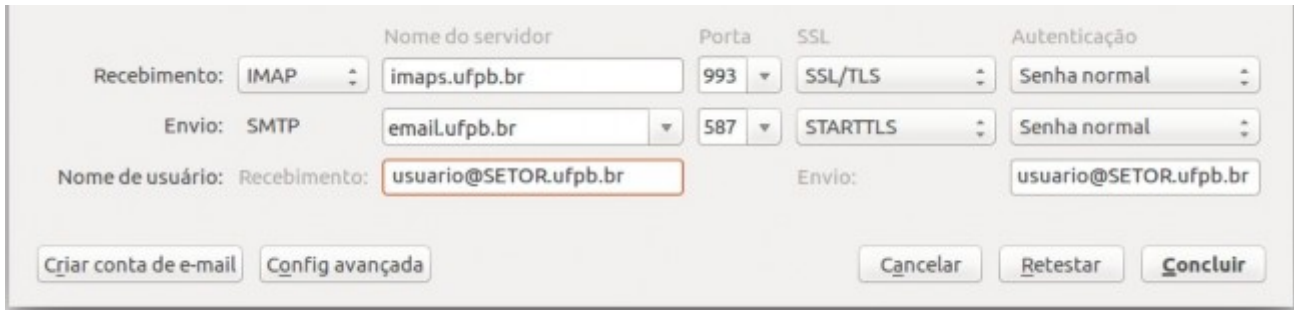 Nome do servidor Porta SSL Autenticação
Recebimento: IMAP imaps.ufpb.br 993 SSL/TLS Senha normal
Envio: SMTP email.ufpb.br 587 STARTTLS Senha normal
Nome de usuário: Recebimento: usuario@SETOR.ufpb.br Envio: usuario@SETOR.ufpb.br
Criar conta de e-mail Config avançada Cancelar Retestar Concluir